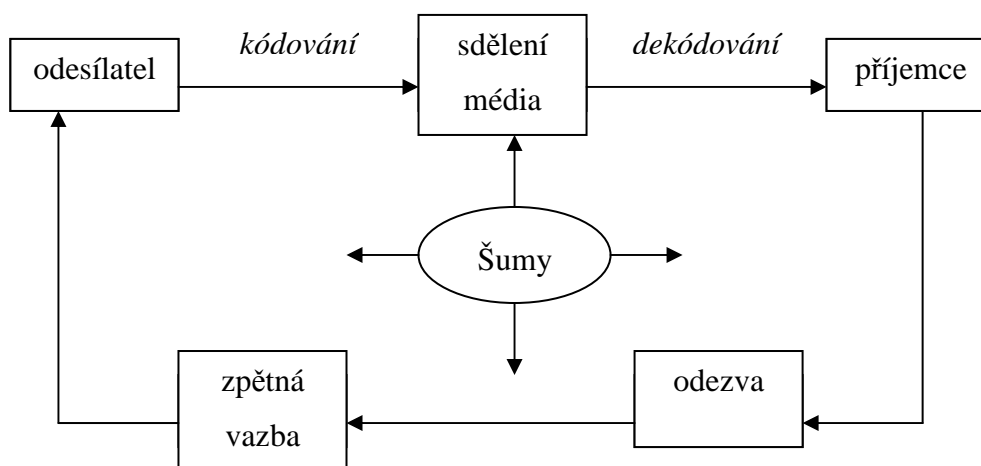 odesílatel
kódování
sdělení
média
dekódování
příjemce
Šumy
zpětná
vazba
odezva